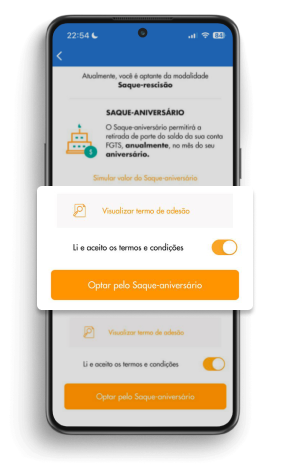 22:54
84
Atualmente, você é optante da modalidade
Saque-rescisão
SAQUE-ANIVERSÁRIO
O Saque-aniversário permitirá a
retirada de parte do saldo da sua conta
FGTS, anualmente, no mês do seu
aniversário.
Simular valor do Saque-aniversário
Visualizar termo de adesão
Li e aceito os termos e condições
Optar pelo Saque-aniversário
Visualizar termo de adesão
Li e aceito os termos e condições
Optar pelo Saque-aniversário